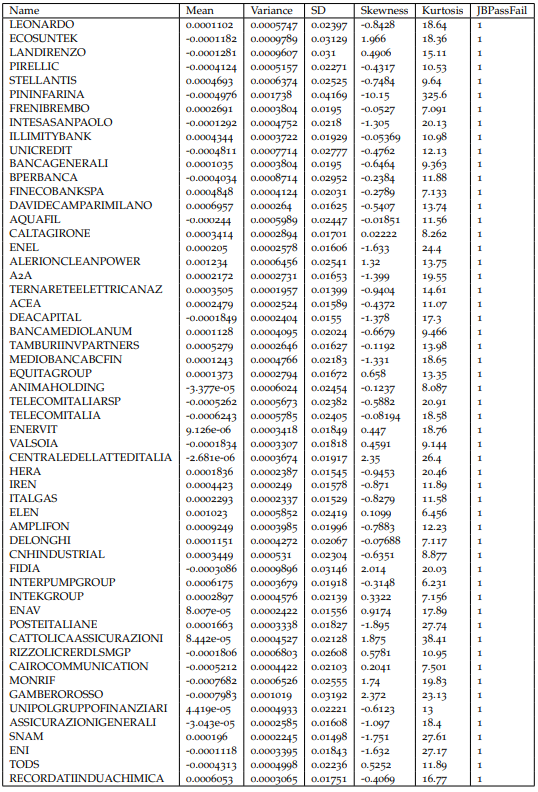 Name Mean Variance SD Skewness Kurtosis JBPassFail
LEONARDO 0.0001102 0.0005747 0.02397 -0.8428 18.64 1
ECOSUNTEK -0.0001182 0.0009789 0.03129 1.966 18.36 1
LANDIRENZO -0.0001281 0.0009607 0.031 0.4906 15.11 1
PIRELLIC -0.0004124 0.0005157 0.02271 -0.4317 10.53 1
STELLANTIS 0.0004693 0.0006374 0.02525 -0.7484 9.64 1
PININFARINA -0.0004976 0.001738 0.04169 -10.15 325.6 1
FRENIBREMBO 0.0002691 0.0003804 0.0195 -0.0527 7.091 1
INTESASANPAOLO -0.0001292 0.0004752 0.0218 -1.305 20.13 1
ILLIMITYBANK 0.0004344 0.0003722 0.01929 -0.05369 10.98 1
UNICREDIT -0.0004811 0.0007714 0.02777 -0.4762 12.13 1
BANCAGENERALI 0.0001035 0.0003804 0.0195 -0.6464 9.363 1
BPERBANCA -0.0004034 0.0008714 0.02952 -0.2384 11.88 1
FINECOBANKSPA 0.0004848 0.0004124 0.02031 -0.2789 7.133 1
DAVIDECAMPARIMILANO 0.0006957 0.000264 0.01625 -0.5407 13.74 1
AQUAFIL -0.000244 0.0005989 0.02447 -0.01851 11.56 1
CALTAGIRONE 0.0003414 0.0002894 0.01701 0.02222 8.262 1
ENEL 0.000205 0.0002578 0.01606 -1.633 24.4 1
ALERIONCLEANPOWER 0.001234 0.0006456 0.02541 1.32 13.75 1
A2A 0.0002172 0.0002731 0.01653 -1.399 19.55 1
TERNARETEELETTRICANAZ 0.0003505 0.0001957 0.01399 -0.9404 14.61 1
ACEA 0.0002479 0.0002524 0.01589 -0.4372 11.07 1
DEACAPITAL -0.0001849 0.0002404 0.0155 -1.378 17.3 1
BANCAMEDIOLANUM 0.0001128 0.0004095 0.02024 -0.6679 9.466 1
TAMBURIINVPARTNERS 0.0005279 0.0002646 0.01627 -0.1192 13.98 1
MEDIOBANCABCFIN 0.0001243 0.0004766 0.02183 -1.331 18.65 1
EQUITAGROUP 0.0001373 0.0002794 0.01672 0.658 13.35 1
ANIMAHOLDING -3.377e-05 0.0006024 0.02454 -0.1237 8.087 1
TELECOMITALIARSP -0.0005262 0.0005673 0.02382 -0.5882 20.91 1
TELECOMITALIA -0.0006243 0.0005785 0.02405 -0.08194 18.58 1
ENERVIT 9.126e-06 0.0003418 0.01849 0.447 18.76 1
VALSOIA -0.0001834 0.0003307 0.01818 0.4591 9.144 1
CENTRALEDELLATTEDITALIA -2.681e-06 0.0003674 0.01917 2.35 26.4 1
HERA 0.0001836 0.0002387 0.01545 -0.9453 20.46 1
IREN 0.0004423 0.000249 0.01578 -0.871 11.89 1
ITALGAS 0.0002293 0.0002337 0.01529 -0.8279 11.58 1
ELEN 0.001023 0.0005852 0.02419 0.1099 6.456 1
AMPLIFON 0.0009249 0.0003985 0.01996 -0.7883 12.23 1
DELONGHI 0.0001151 0.0004272 0.02067 -0.07688 7.117 1
CNHINDUSTRIAL 0.0003449 0.000531 0.02304 -0.6351 8.877 1
FIDIA -0.0003086 0.0009896 0.03146 2.014 20.03 1
INTERPUMPGROUP 0.0006175 0.0003679 0.01918 -0.3148 6.231 1
INTEKGROUP 0.0002897 0.0004576 0.02139 0.3322 7.156 1
ENAV 8.007e-05 0.0002422 0.01556 0.9174 17.89 1
POSTEITALIANE 0.0001663 0.0003338 0.01827 -1.895 27.74 1
CATTOLICAASSICURAZIONI 8.442e-05 0.0004527 0.02128 1.875 38.41 1
RIZZOLICRERDLSMGP -0.0001806 0.0006803 0.02608 0.5781 10.95 1
CAIROCOMMUNICATION -0.0005212 0.0004422 0.02103 0.2041 7.501 1
MONRIF -0.0007682 0.0006526 0.02555 1.74 19.83 1
GAMBEROROSSO -0.0007983 0.001019 0.03192 2.372 23.13 1
UNIPOLGRUPPOFINANZIARI 4.419e-05 0.0004933 0.02221 -0.6123 13 1
ASSICURAZIONIGENERALI -3.043e-05 0.0002585 0.01608 -1.097 18.4 1
SNAM 0.000196 0.0002245 0.01498 -1.751 27.61 1
ENI -0.0001118 0.0003395 0.01843 -1.632 27.17 1
TODS -0.0004313 0.0004998 0.02236 0.5252 11.89 1
RECORDATIINDUACHIMICA 0.0006053 0.0003065 0.01751 -0.4069 16.77 1